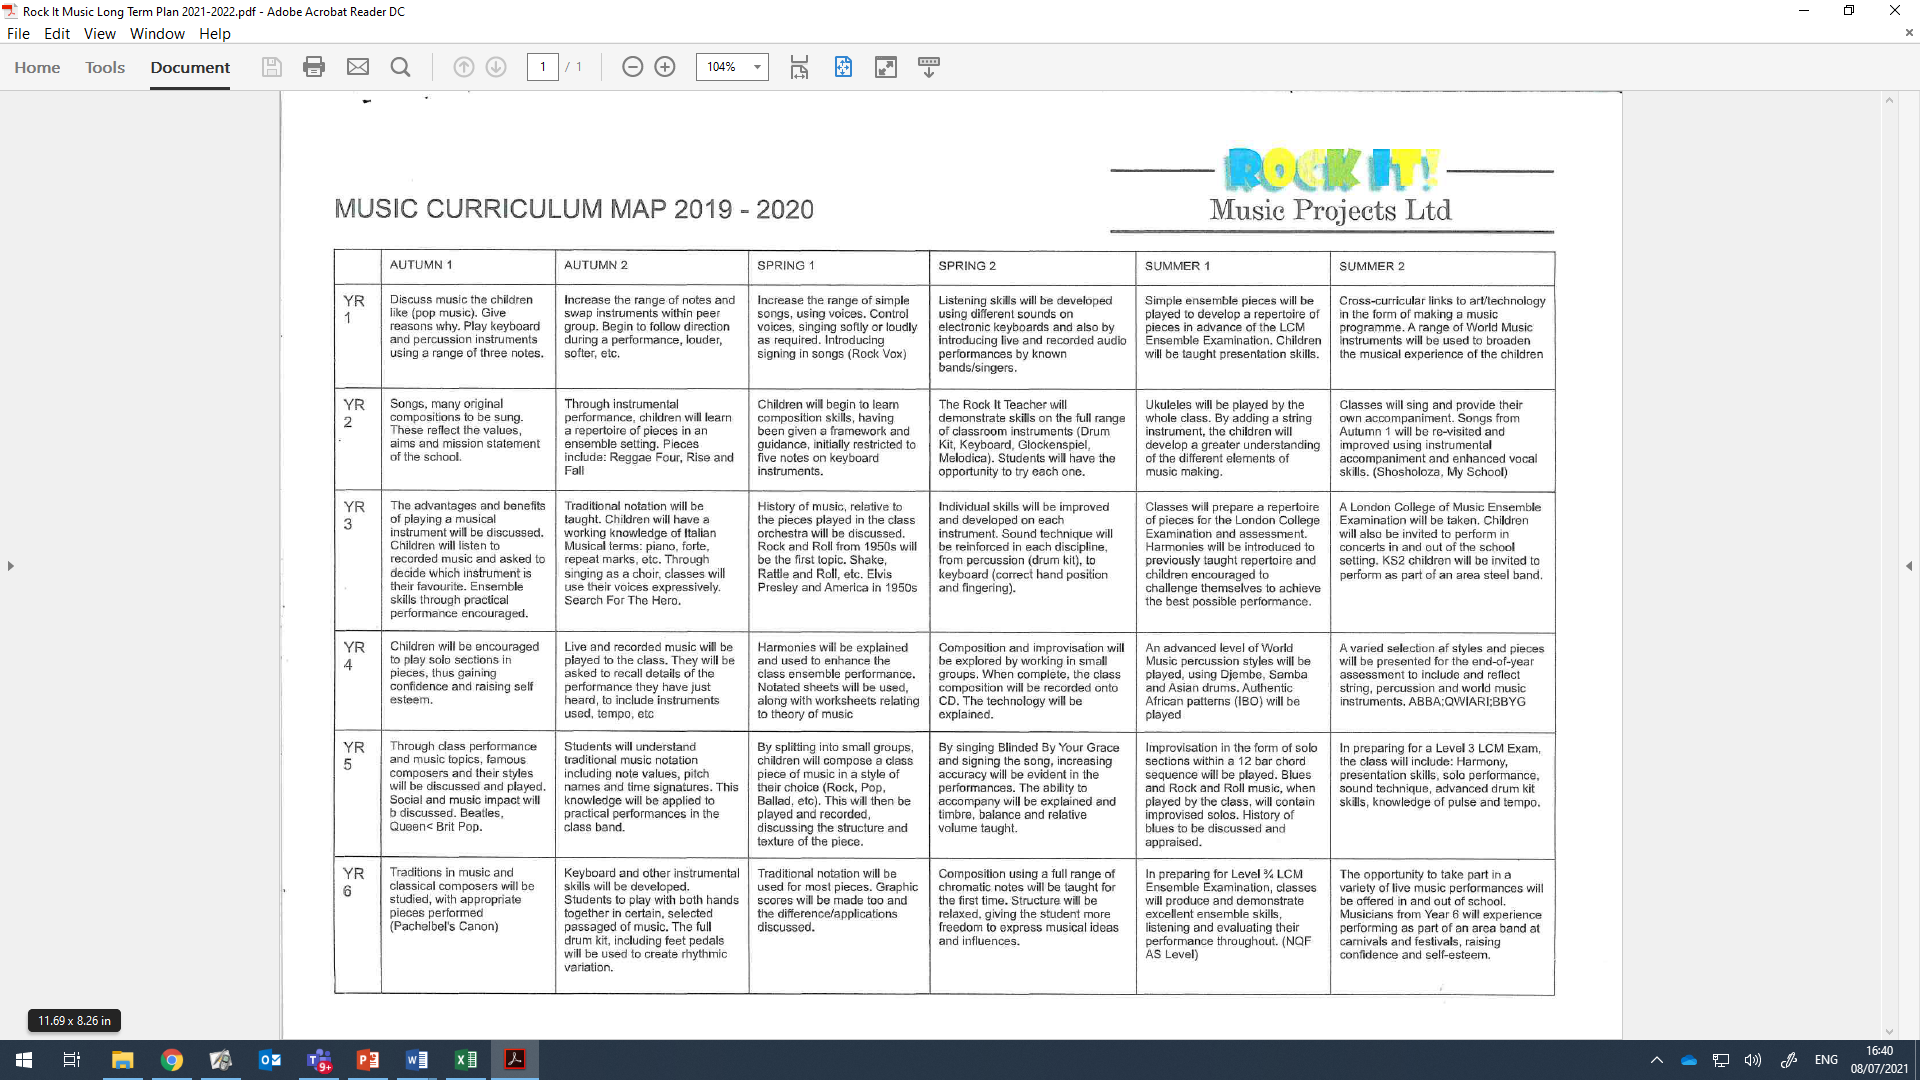 Rock It Music Long Term Plan 2021-2022.pdf - Adobe Acrobat Reader DC
File Edit View Window Help
Home Tools Document 1 / 1 104%
ROCK IT!
Music Projects Ltd
MUSIC CURRICULUM MAP 2019 - 2020
AUTUMN 1 AUTUMN 2 SPRING 1 SPRING 2 SUMMER 1 SUMMER 2
YR
1
Discuss music the children
like (pop music). Give
reasons why. Play keyboard
and percussion instruments
using a range of three notes.
Increase the range of notes and
swap instruments within peer
group. Begin to follow direction
during a performance, louder,
softer, etc.
Increase the range of simple
songs, using voices. Control
voices, singing softly or loudly
as required. Introducing
signing in songs (Rock Vox)
Listening skills will be developed
using different sounds on
electronic keyboards and also by
introducing live and recorded audio
performances by known
bands/singers.
Simple ensemble pieces will be
played to develop a repertoire of
pieces in advance of the LCM
Ensemble Examination. Children
will be taught presentation skills.
Cross-curricular links to art/technology
in the form of making a music
programme. A range of World Music
instruments will be used to broaden
the musical experience of the children
YR
2
Songs, many original
compositions to be sung.
These reflect the values,
aims and mission statement
of the school.
Through instrumental
performance, children will learn
a repertoire of pieces in an
ensemble setting. Pieces
include: Reggae Four, Rise and
Fall
Children will begin to learn
composition skills, having
been given a framework and
guidance, initially restricted to
five notes on keyboard
instruments.
The Rock It Teacher will
demonstrate skills on the full range
of classroom instruments (Drum
Kit, Keyboard, Glockenspiel,
Melodica). Students will have the
opportunity to try each one.
Ukuleles will be played by the
whole class. By adding a string
instrument, the children will
develop a greater understanding
of the different elements of
music making.
Classes will sing and provide their
own accompaniment. Songs from
Autumn 1 will be re-visited and
improved using instrumental
accompaniment and enhanced vocal
skills. (Shosholoza, My School)
YR
3
The advantages and benefits
of playing a musical
instrument will be discussed.
Children will listen to
recorded music and asked to
decide which instrument is
their favourite. Ensemble
skills through practical
performance encouraged.
Traditional notation will be
taught. Children will have a
working knowledge of Italian
Musical terms: piano, forte,
repeat marks, etc. Through
singing as a choir, classes will
use their voices expressively.
Search For The Hero.
History of music, relative to
the pieces played in the class
orchestra will be discussed.
Rock and Roll from 1950s will
be the first topic. Shake,
Rattle and Roll, etc. Elvis
Presley and America in 1950s
Individual skills will be improved
and developed on each
instrument. Sound technique will
be reinforced in each discipline,
from percussion (drum kit), to
keyboard (correct hand position
and fingering).
Classes will prepare a repertoire
of pieces for the London College
Examination and assessment.
Harmonies will be introduced to
previously taught repertoire and
children encouraged to
challenge themselves to achieve
the best possible performance.
A London College of Music Ensemble
Examination will be taken. Children
will also be invited to perform in
concerts in and out of the school
setting. KS2 children will be invited to
perform as part of an area steel band.
YR
4
Children will be encouraged
to play solo sections in
pieces, thus gaining
confidence and raising self
esteem.
Live and recorded music will be
played to the class. They will be
asked to recall details of the
performance they have just
heard, to include instruments
used, tempo, etc
Harmonies will be explained
and used to enhance the
class ensemble performance.
Notated sheets will be used,
along with worksheets relating
to theory of music
Composition and improvisation will
be explored by working in small
groups. When complete, the class
composition will be recorded onto
CD. The technology will be
explained.
An advanced level of World
Music percussion styles will be
played, using Djembe, Samba
and Asian drums. Authentic
African patterns (IBO) will be
played
A varied selection af styles and pieces
will be presented for the end-of-year
assessment to include and reflect
string, percussion and world music
instruments. ABBA;QWIARI;BBYG
YR
5
Through class performance
and music topics, famous
composers and their styles
will be discussed and played.
Social and music impact will
b discussed. Beatles,
Queen< Brit Pop.
Students will understand
traditional music notation
including note values, pitch
names and time signatures. This
knowledge will be applied to
practical performances in the
class band.
By splitting into small groups,
children will compose a class
piece of music in a style of
their choice (Rock, Pop,
Ballad, etc). This will then be
played and recorded,
discussing the structure and
texture of the piece.
By singing Blinded By Your Grace
and signing the song, increasing
accuracy will be evident in the
performances. The ability to
accompany will be explained and
timbre, balance and relative
volume taught.
Improvisation in the form of solo
sections within a 12 bar chord
sequence will be played. Blues
and Rock and Roll music, when
played by the class, will contain
improvised solos. History of
blues to be discussed and
appraised.
In preparing for a Level 3 LCM Exam,
the class will include: Harmony,
presentation skills, solo performance,
sound technique, advanced drum kit
skills, knowledge of pulse and tempo.
YR
6
Traditions in music and
classical composers will be
studied, with appropriate
pieces performed
(Pachelbel's Canon)
Keyboard and other instrumental
skills will be developed.
Students to play with both hands
together in certain, selected
passaged of music. The full
drum kit, including feet pedals
will be used to create rhythmic
variation.
Traditional notation will be
used for most pieces. Graphic
scores will be made too and
the difference/applications
discussed.
Composition using a full range of
chromatic notes will be taught for
the first time. Structure will be
relaxed, giving the student more
freedom to express musical ideas
and influences.
In preparing for Level ¾ LCM
Ensemble Examination, classes
will produce and demonstrate
excellent ensemble skills,
listening and evaluating their
performance throughout. (NQF
AS Level)
The opportunity to take part in a
variety of live music performances will
be offered in and out of school.
Musicians from Year 6 will experience
performing as part of an area band at
carnivals and festivals, raising
confidence and self-esteem.
11.69 x 8.26 in
9+
ENG
16:40
08/07/2021